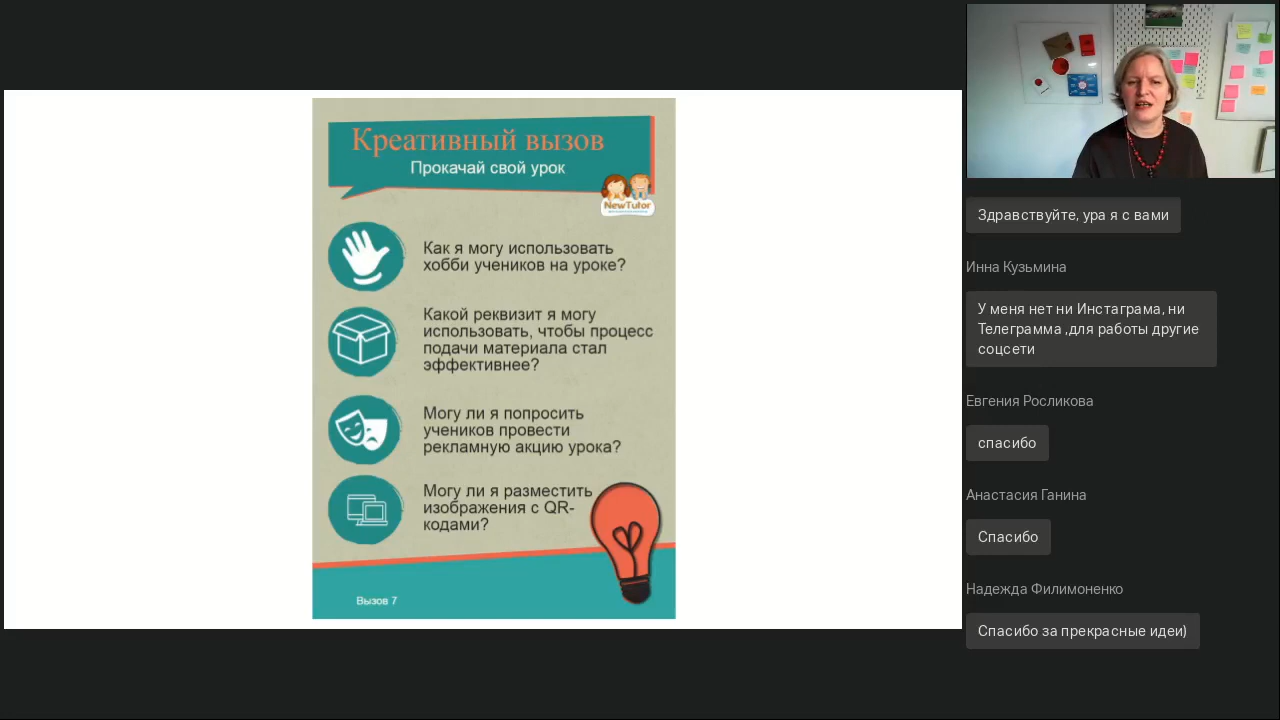 Креативный вызов
Прокачай свой урок
NewTutor
Как я могу использовать
хобби учеников на уроке?
Какой реквизит я могу
использовать, чтобы процесс
подачи материала стал
эффективнее?
Могу ли я попросить
учеников провести
рекламную акцию урока?
Могу ли я разместить
изображения с QR-
кодами?
Вызов 7
Здравствуйте, ура я с вами
Инна Кузьмина
У меня нет ни Инстаграма, ни
Телеграмма ,для работы другие
соцсети
Евгения Росликова
спасибо
Анастасия Ганина
Спасибо
Надежда Филимоненко
Спасибо за прекрасные идеи)